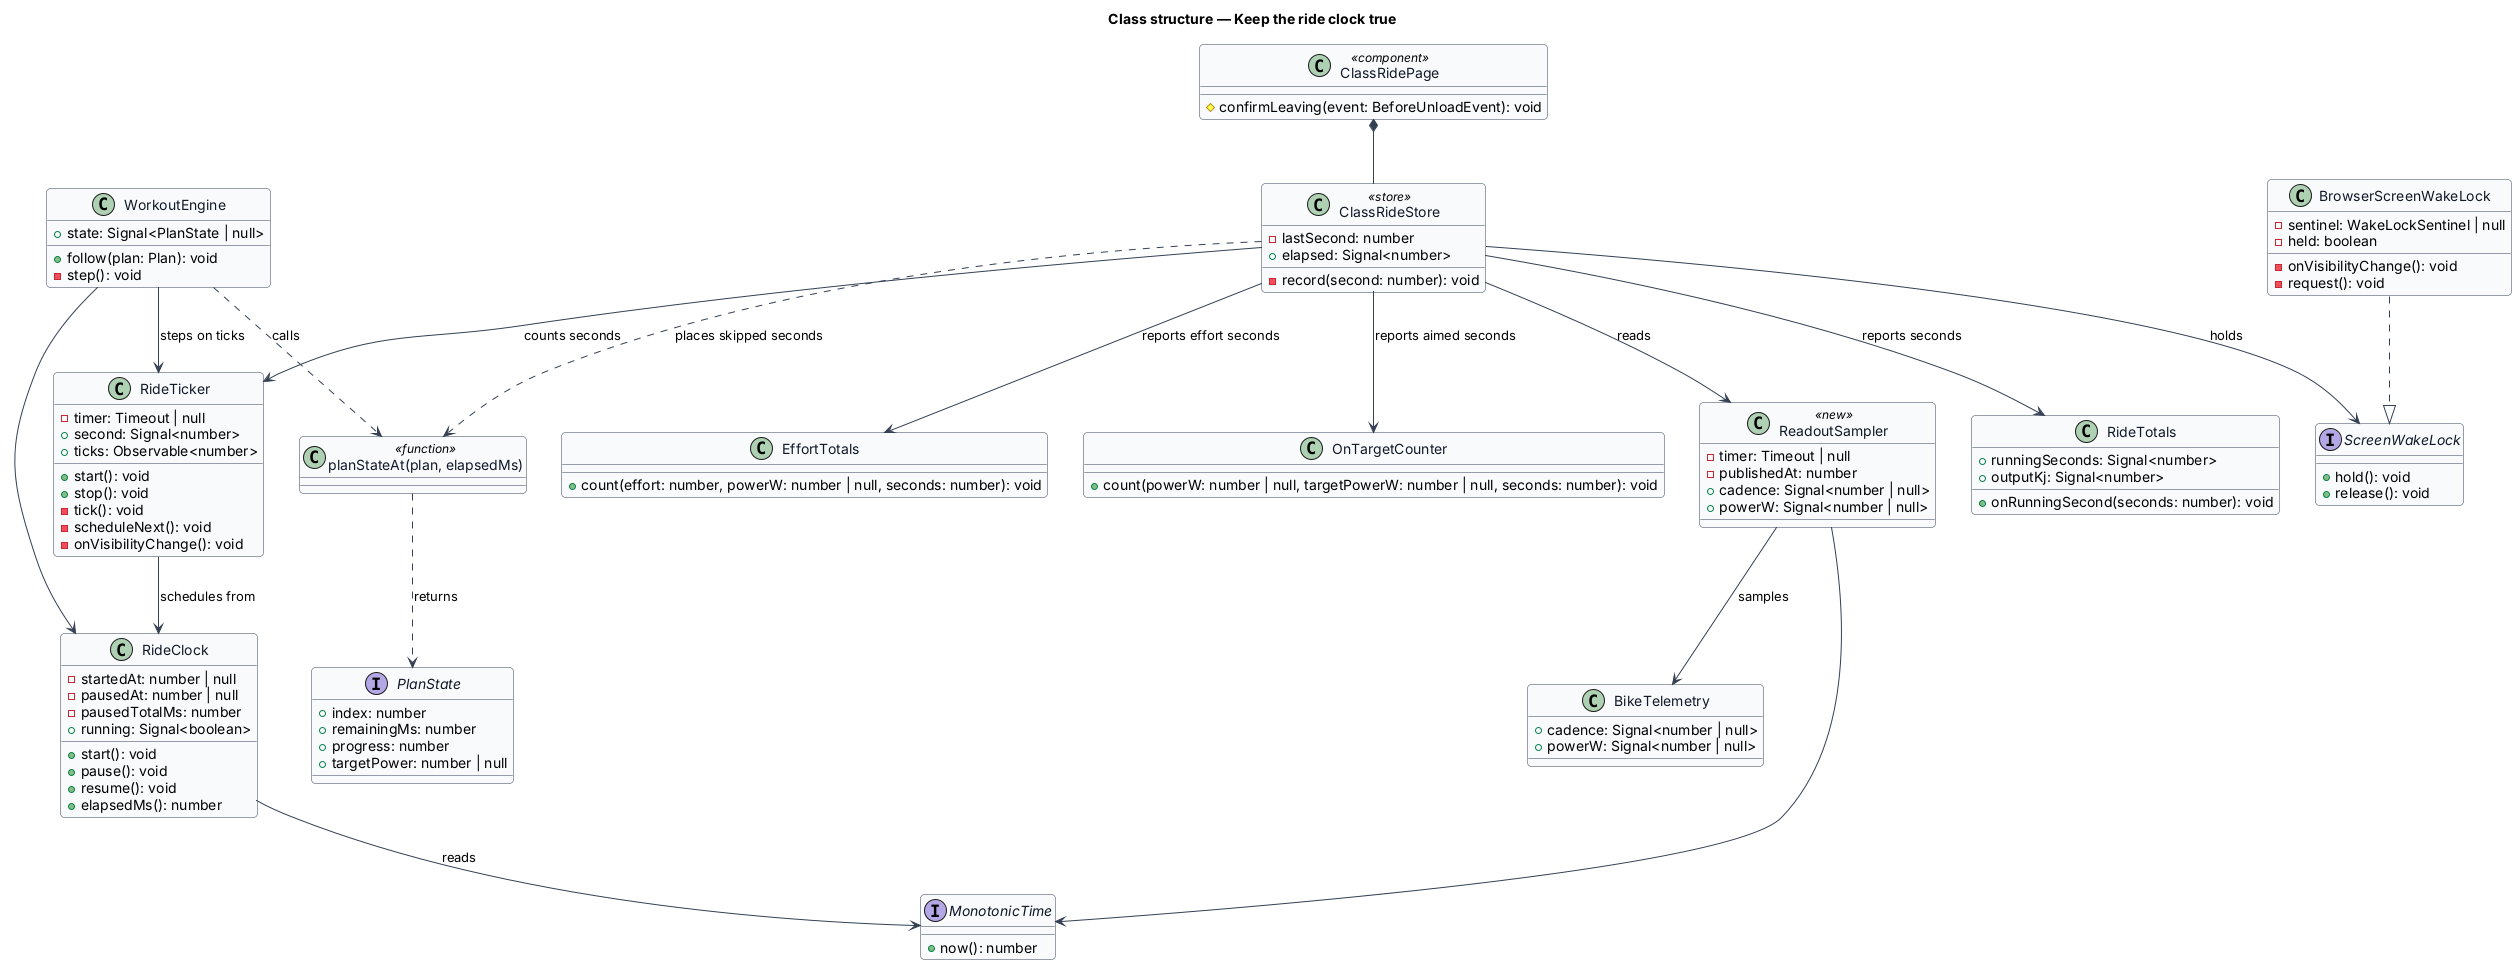 Class structure — Keep the ride clock true
C
«component»
ClassRidePage
confirmLeaving(event: BeforeUnloadEvent): void
C
WorkoutEngine
state: Signal<PlanState | null>
follow(plan: Plan): void
step(): void
C
«store»
ClassRideStore
lastSecond: number
elapsed: Signal<number>
record(second: number): void
C
BrowserScreenWakeLock
sentinel: WakeLockSentinel | null
held: boolean
onVisibilityChange(): void
request(): void
steps on ticks
calls
counts seconds
places skipped seconds
reports effort seconds
reports aimed seconds
reads
reports seconds
holds
C
RideTicker
timer: Timeout | null
second: Signal<number>
ticks: Observable<number>
start(): void
stop(): void
tick(): void
scheduleNext(): void
onVisibilityChange(): void
C
«function»
planStateAt(plan, elapsedMs)
C
EffortTotals
count(effort: number, powerW: number | null, seconds: number): void
C
OnTargetCounter
count(powerW: number | null, targetPowerW: number | null, seconds: number): void
C
«new»
ReadoutSampler
timer: Timeout | null
publishedAt: number
cadence: Signal<number | null>
powerW: Signal<number | null>
C
RideTotals
runningSeconds: Signal<number>
outputKj: Signal<number>
onRunningSecond(seconds: number): void
I
ScreenWakeLock
hold(): void
release(): void
schedules from
returns
samples
C
RideClock
startedAt: number | null
pausedAt: number | null
pausedTotalMs: number
running: Signal<boolean>
start(): void
pause(): void
resume(): void
elapsedMs(): number
I
PlanState
index: number
remainingMs: number
progress: number
targetPower: number | null
C
BikeTelemetry
cadence: Signal<number | null>
powerW: Signal<number | null>
reads
I
MonotonicTime
now(): number